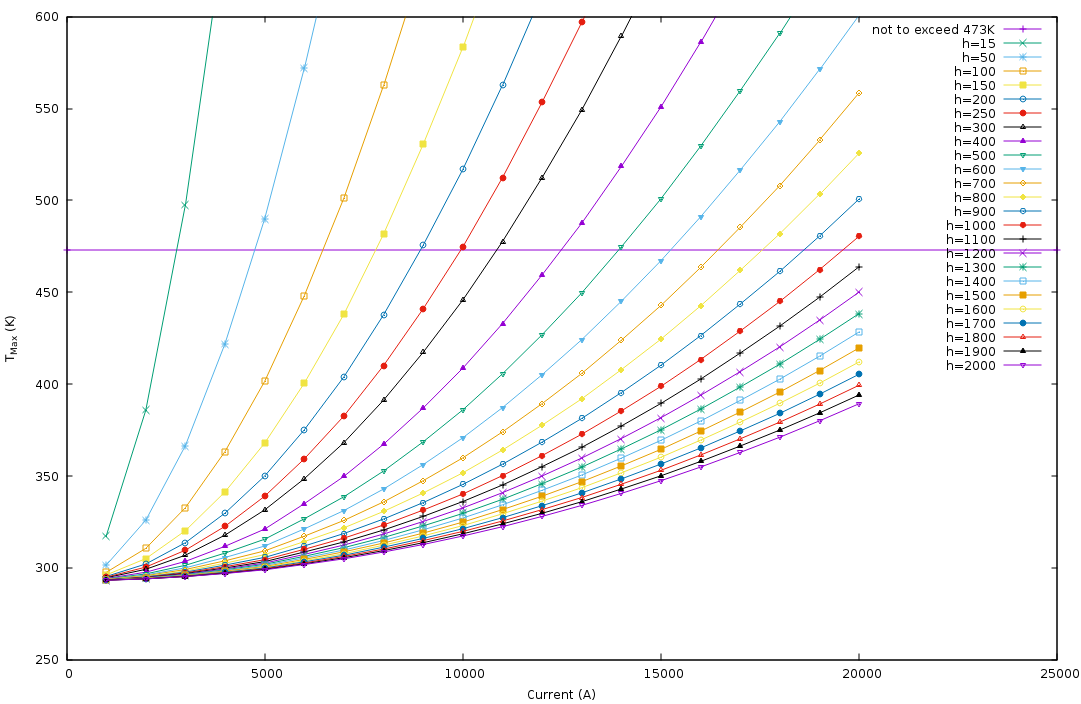 600
550
500
450
400
350
300
250
T_Max (K)
0
5000
10000
15000
20000
25000
Current (A)
not to exceed 473K
h=15
h=50
h=100
h=150
h=200
h=250
h=300
h=400
h=500
h=600
h=700
h=800
h=900
h=1000
h=1100
h=1200
h=1300
h=1400
h=1500
h=1600
h=1700
h=1800
h=1900
h=2000